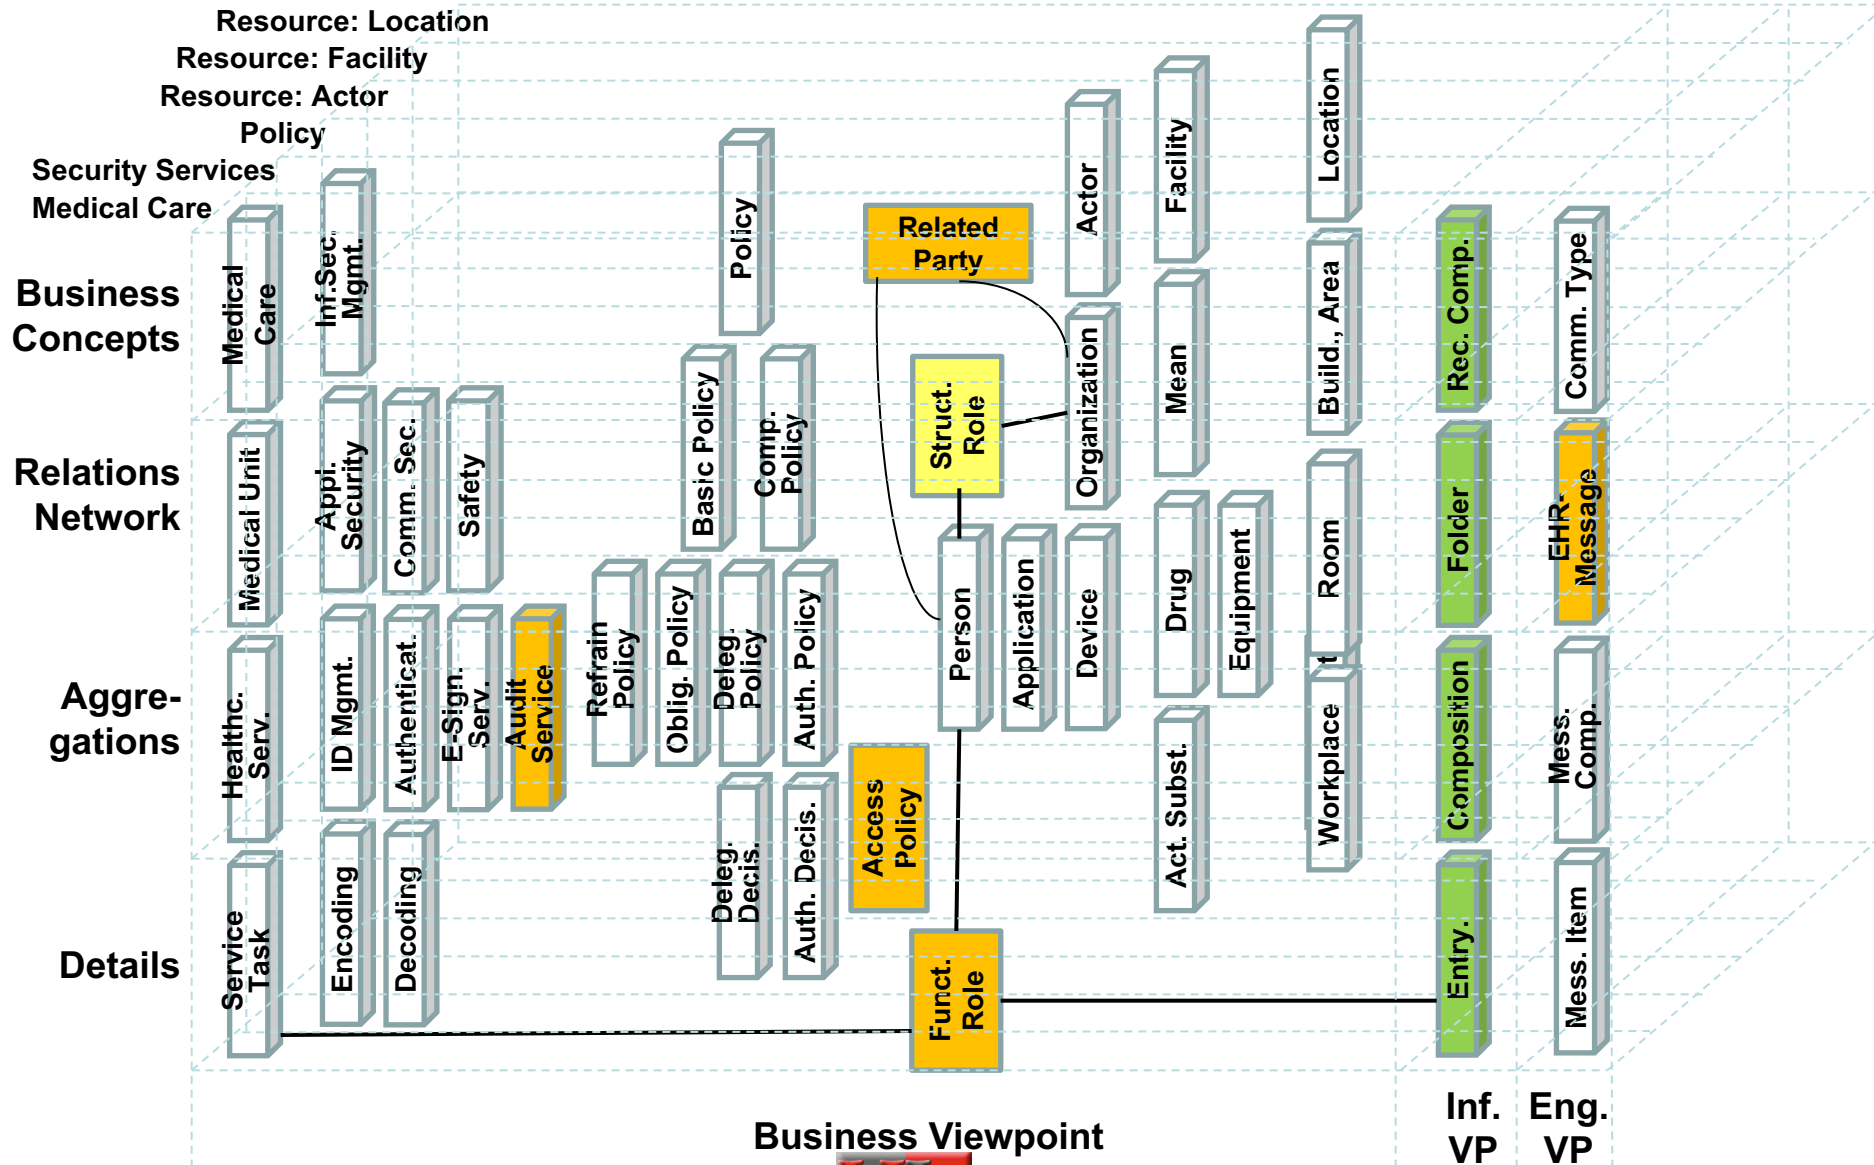 Resource: Location
Resource: Facility
Resource: Actor
Policy
Security Services
Medical Care
Business
Concepts
Relations
Network
Aggre-
gations
Details
Medical
Care
Inf.Sec.
Mgmt.
Policy
Related
Party
Actor
Facility
Location
Rec. Comp.
Comm. Type
Medical Unit
Appl.
Security
Comm. Sec.
Safety
Basic Policy
Comp.
Policy
Struct.
Role
Organization
Mean
Build., Area
Folder
EHR-
Message
Healthc.
Serv.
ID Mgmt.
Authenticat.
E-Sign.
Serv.
Audit
Service
Refrain
Policy
Oblig. Policy
Deleg.
Policy
Auth. Policy
Person
Application
Device
Drug
Equipment
Room
t
Composition
Mess.
Comp.
Service
Task
Encoding
Decoding
Deleg.
Decis.
Auth. Decis.
Access
Policy
Funct.
Role
Act. Subst.
Workplace
Entry.
Mess. Item
Business Viewpoint
Inf.
VP
Eng.
VP